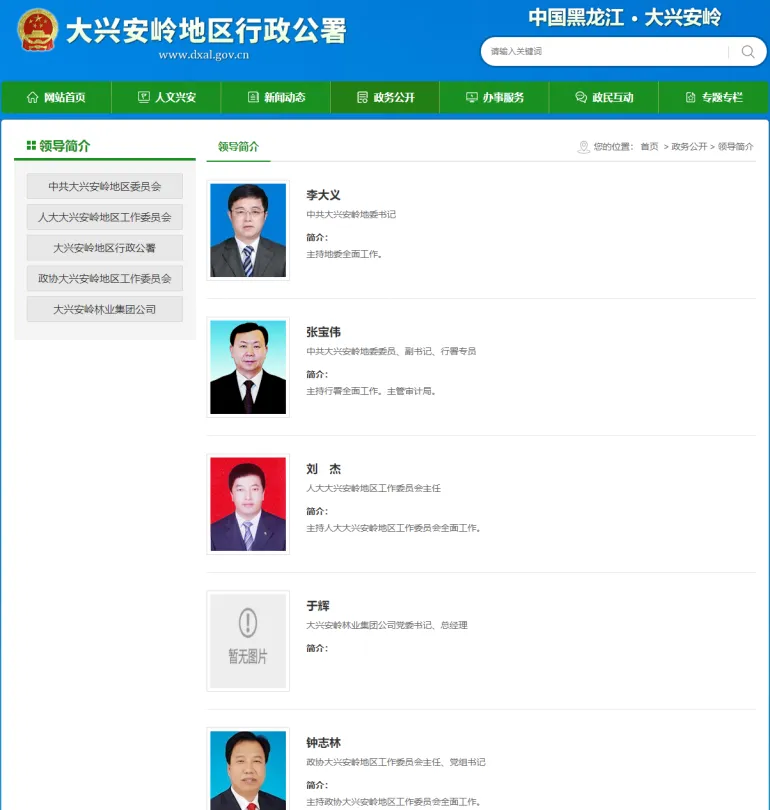 大兴安岭地区行政公署
www.dxal.gov.cn
中国黑龙江·大兴安岭
请输入关键词
网站首页
人文兴安
新闻动态
政务公开
办事服务
政民互动
专题专栏
领导简介
中共大兴安岭地区委员会
人大大兴安岭地区工作委员会
大兴安岭地区行政公署
政协大兴安岭地区工作委员会
大兴安岭林业集团公司
领导简介
您的位置： 首页 > 政务公开 > 领导简介
李大义
中共大兴安岭地委书记
简介：
主持地委全面工作。
张宝伟
中共大兴安岭地委委员、副书记、行署专员
简介：
主持行署全面工作。主管审计局。
刘 杰
人大大兴安岭地区工作委员会主任
简介：
主持人大大兴安岭地区工作委员会全面工作。
暂无图片
于辉
大兴安岭林业集团公司党委书记、总经理
简介：
钟志林
政协大兴安岭地区工作委员会主任、党组书记
简介：
主持政协大兴安岭地区工作委员会全面工作。